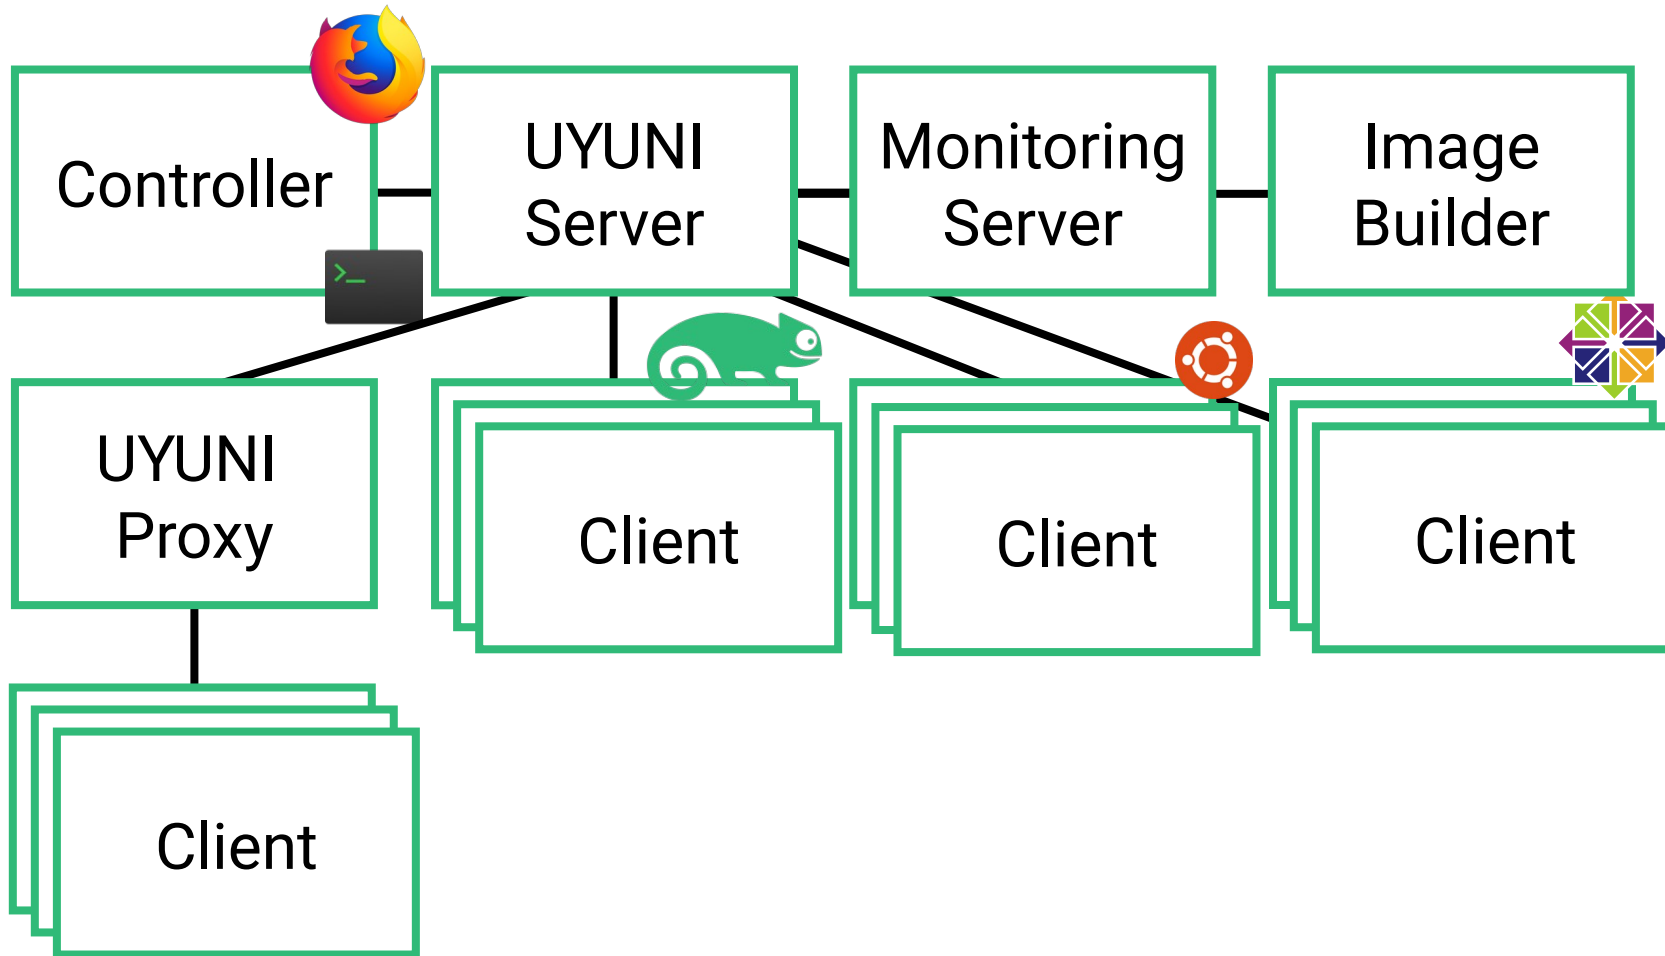 Controller
UYUNI
Server
Monitoring
Server
Image
Builder
>_
UYUNI
Proxy
Client
Client
Client
Client